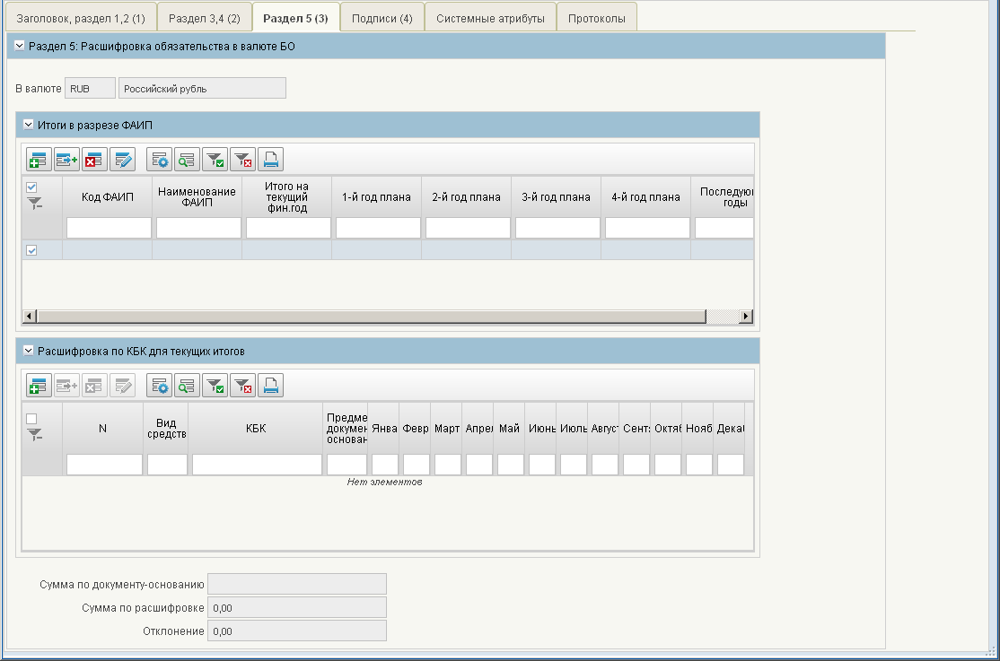 Заголовок, раздел 1,2 (1) Раздел 3,4 (2) Раздел 5 (3) Подписи (4) Системные атрибуты Протоколы
Раздел 5: Расшифровка обязательства в валюте БО
В валюте RUB Российский рубль
Итоги в разрезе ФАИП
Код ФАИП Наименование ФАИП Итого на текущий фин.год 1-й год плана 2-й год плана 3-й год плана 4-й год плана Последую годы
Расшифровка по КБК для текущих итогов
N Вид средств КБК Предме докумен основан Янва Февр Март Апрел Май Июнь Июль Август Сентя Октяб Нояб Декаб
Нет элементов
Сумма по документу-основанию
Сумма по расшифровке 0,00
Отклонение 0,00